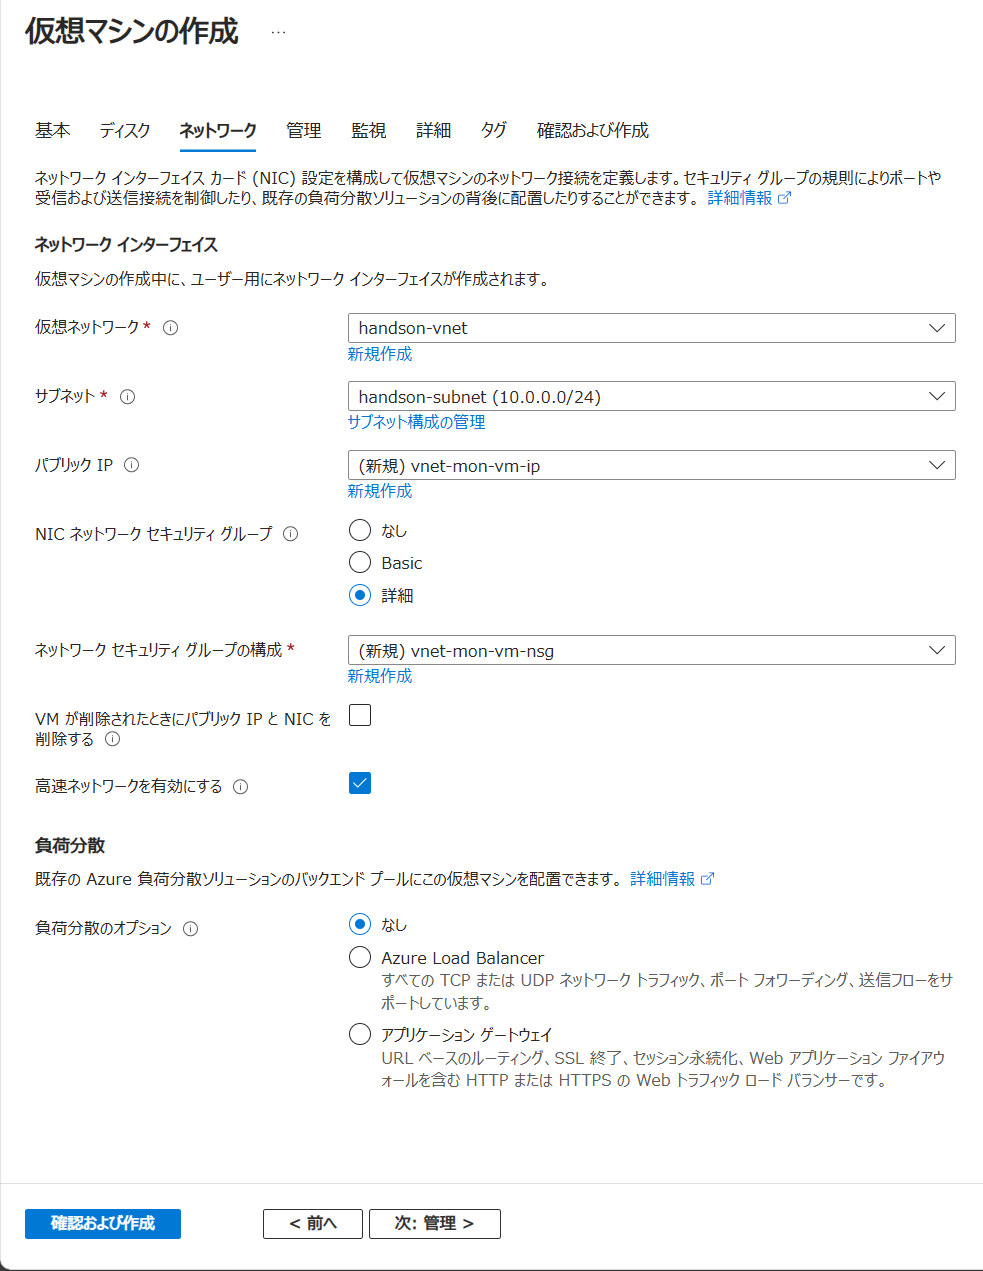 仮想マシンの作成 …
基本 ディスク ネットワーク 管理 監視 詳細 タグ 確認および作成
ネットワーク インターフェイス カード (NIC) 設定を構成して仮想マシンのネットワーク接続を定義します。セキュリティ グループの規則によりポートや
受信および送信接続を制御したり、既存の負荷分散ソリューションの背後に配置したりすることができます。 詳細情報
ネットワーク インターフェイス
仮想マシンの作成中に、ユーザー用にネットワーク インターフェイスが作成されます。
仮想ネットワーク *
handson-vnet
新規作成
サブネット *
handson-subnet (10.0.0.0/24)
サブネット構成の管理
パブリック IP
(新規) vnet-mon-vm-ip
新規作成
NIC ネットワーク セキュリティ グループ
なし
Basic
詳細
ネットワーク セキュリティ グループの構成 *
(新規) vnet-mon-vm-nsg
新規作成
VM が削除されたときにパブリック IP と NIC を
削除する
高速ネットワークを有効にする
負荷分散
既存の Azure 負荷分散ソリューションのバックエンド プールにこの仮想マシンを配置できます。 詳細情報
負荷分散のオプション
なし
Azure Load Balancer
すべての TCP または UDP ネットワーク トラフィック、ポート フォワーディング、送信フローをサ
ポートしています。
アプリケーション ゲートウェイ
URL ベースのルーティング、SSL 終了、セッション永続化、Web アプリケーション ファイアウ
ォールを含む HTTP または HTTPS の Web トラフィック ロード バランサーです。
確認および作成 < 前へ 次: 管理 >